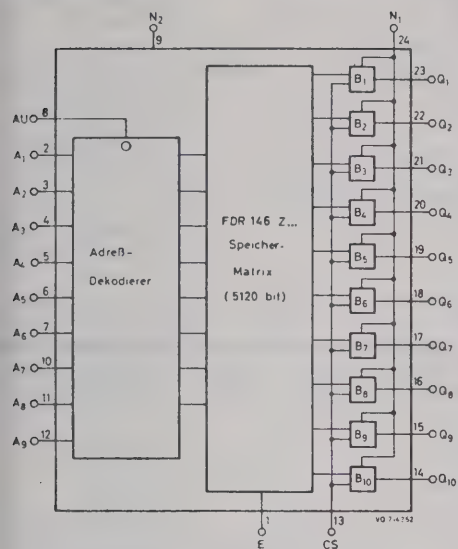 N2
N1
9
24
AU 8
A1 2
A2 3
A3 4
A4 5
A5 6
A6 7
A7 10
A8 11
A9 12
Adreß-
Dekodierer
FDR 146 Z...
Speicher-
Matrix
(5120 bit)
B1 23 Q1
B2 22 Q2
B3 21 Q2
B4 20 Q4
B5 19 Q5
B6 18 Q6
B7 17 Q7
B8 16 Q8
B9 15 Q9
B10 14 Q10
1
13
E
CS